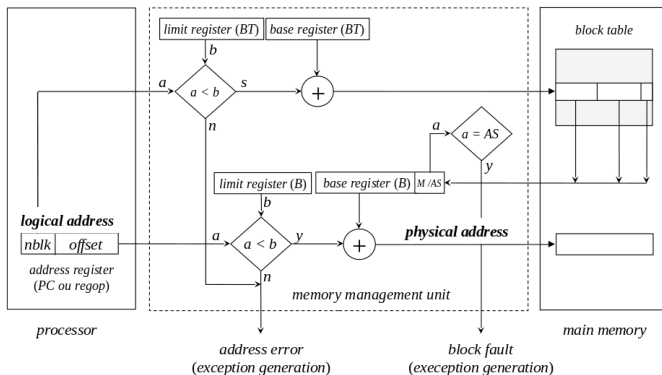 limit register (BT)
base register (BT)
block table
b
a
a < b
s
+
n
a
a = AS
y
limit register (B)
base register (B)
M /AS
logical address
b
nblk
offset
a
a < b
y
+
physical address
address register
(PC ou regop)
n
memory management unit
processor
main memory
address error
(exception generation)
block fault
(exeception generation)